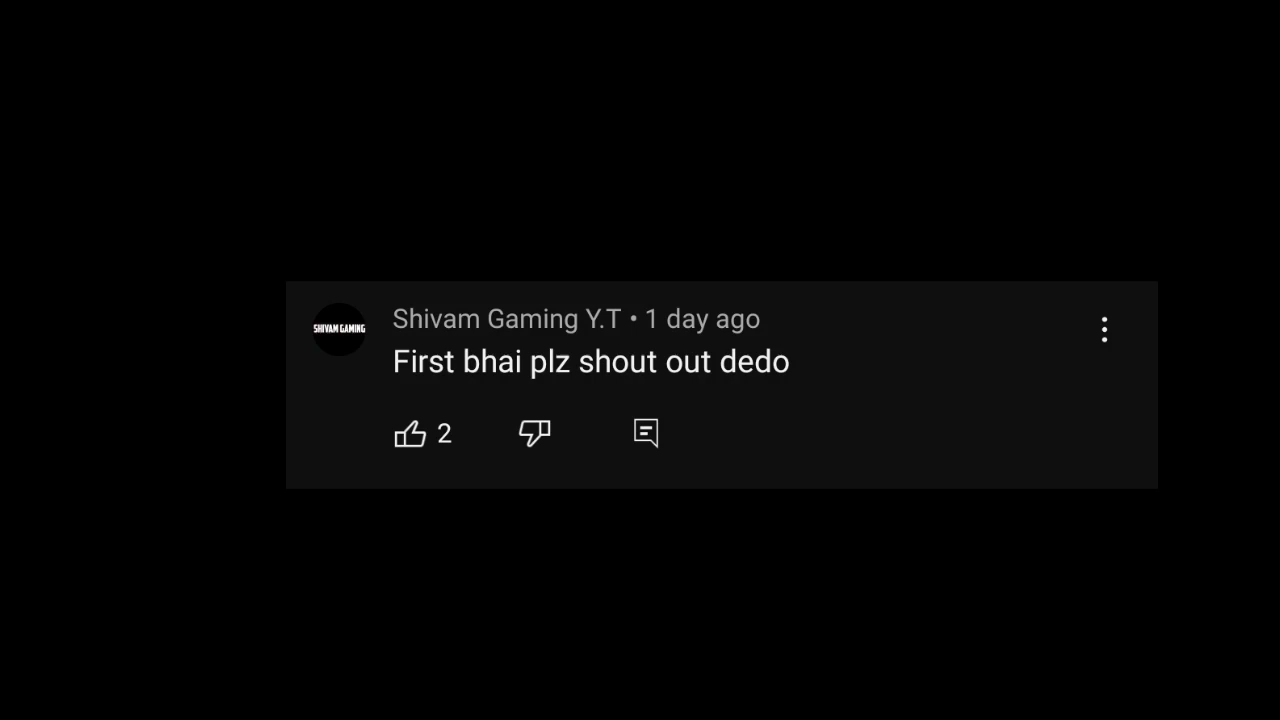 SHIVAM GAMING
Shivam Gaming Y.T • 1 day ago
First bhai plz shout out dedo
2